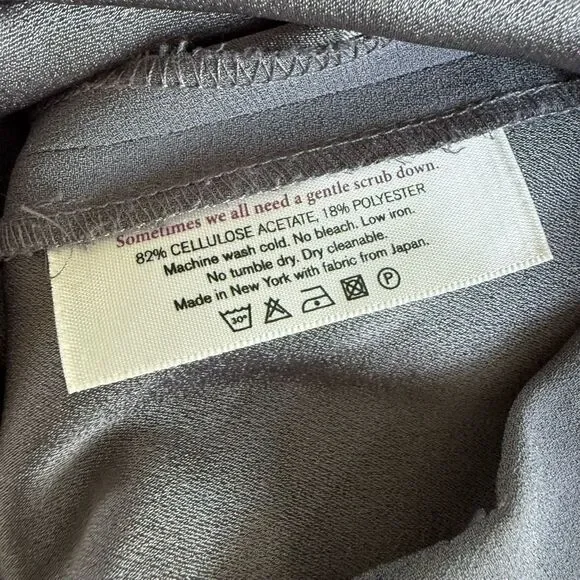 Sometimes we all need a gentle scrub down.
82% CELLULOSE ACETATE, 18% POLYESTER
Machine wash cold. No bleach. Low iron.
No tumble dry. Dry cleanable.
Made in New York with fabric from Japan.
30° P